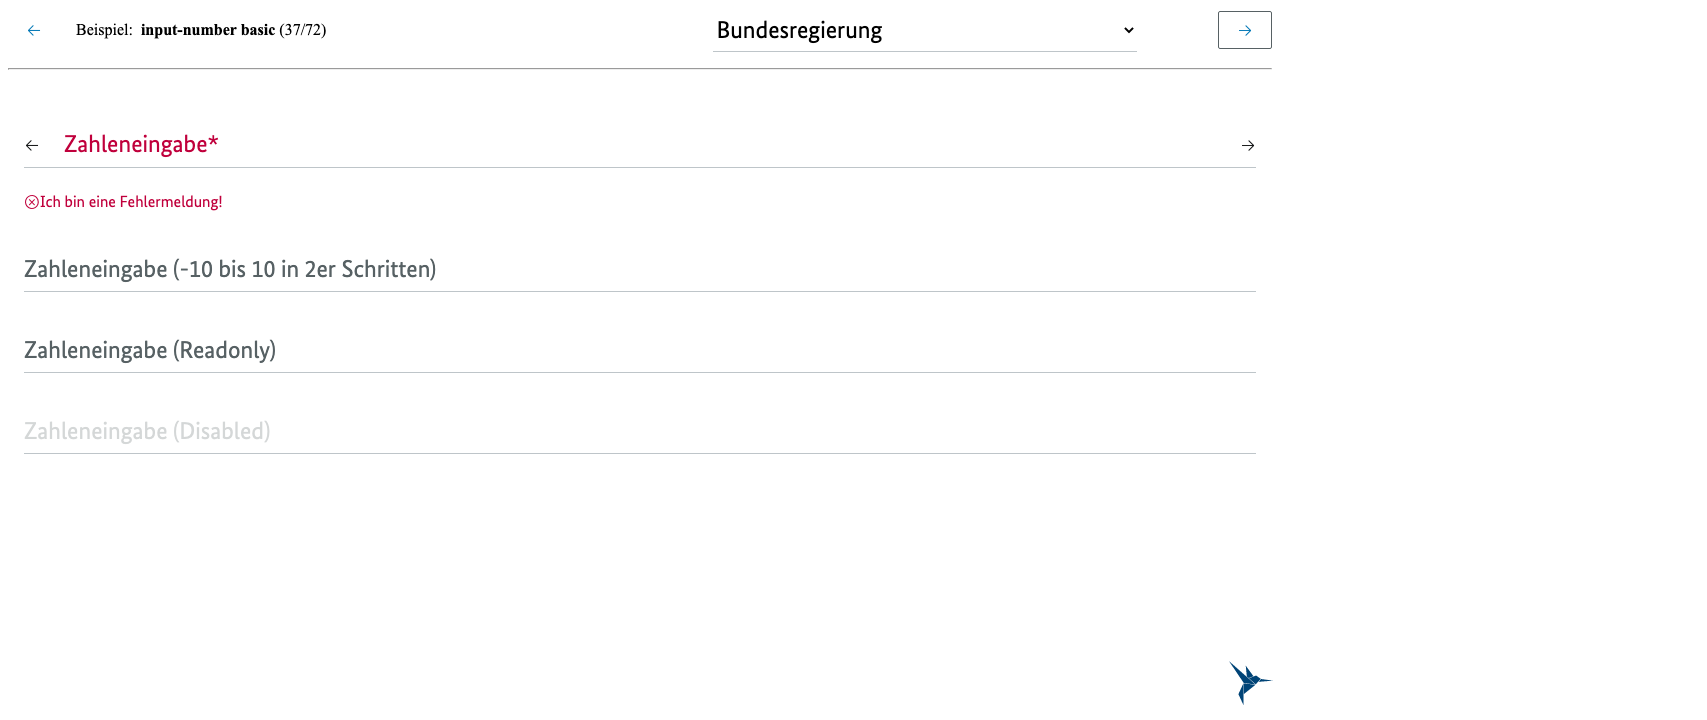 Beispiel: input-number basic (37/72)
Bundesregierung
Zahleneingabe*
Ich bin eine Fehlermeldung!
Zahleneingabe (-10 bis 10 in 2er Schritten)
Zahleneingabe (Readonly)
Zahleneingabe (Disabled)